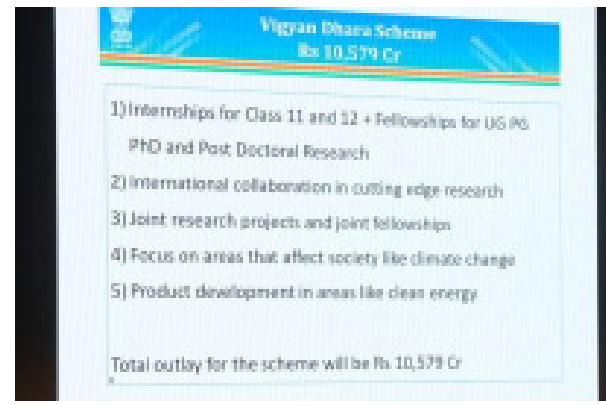 Vigyan Dhara Scheme
Rs 10,579 Cr
1) Internships for Class 11 and 12 + Fellowships for UG PG
PhD and Post Doctoral Research
2) International collaboration in cutting edge research
3) Joint research projects and joint fellowships
4) Focus on areas that affect society like climate change
5) Product development in areas like clean energy
Total outlay for the scheme will be Rs 10,579 Cr